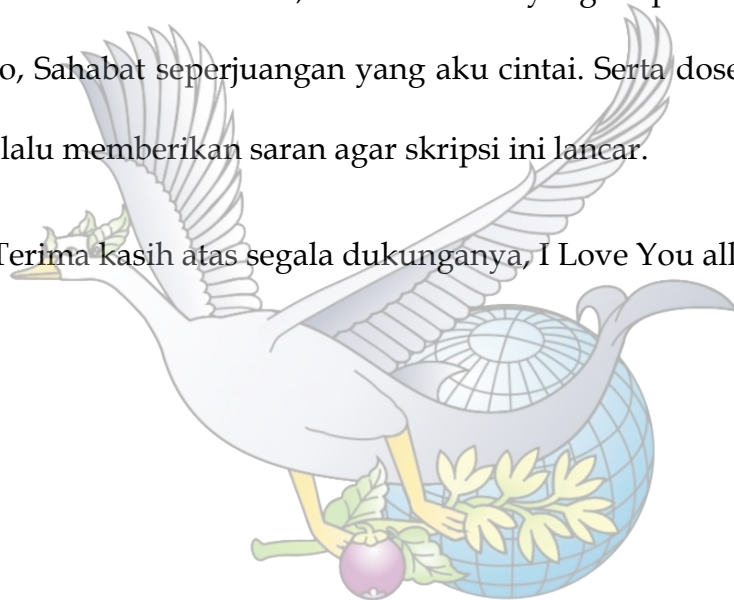 o, Sahabat seperjuangan yang aku cintai. Serta dose
lalu memberikan saran agar skripsi ini lancar.
Terima kasih atas segala dukunganya, I Love You all